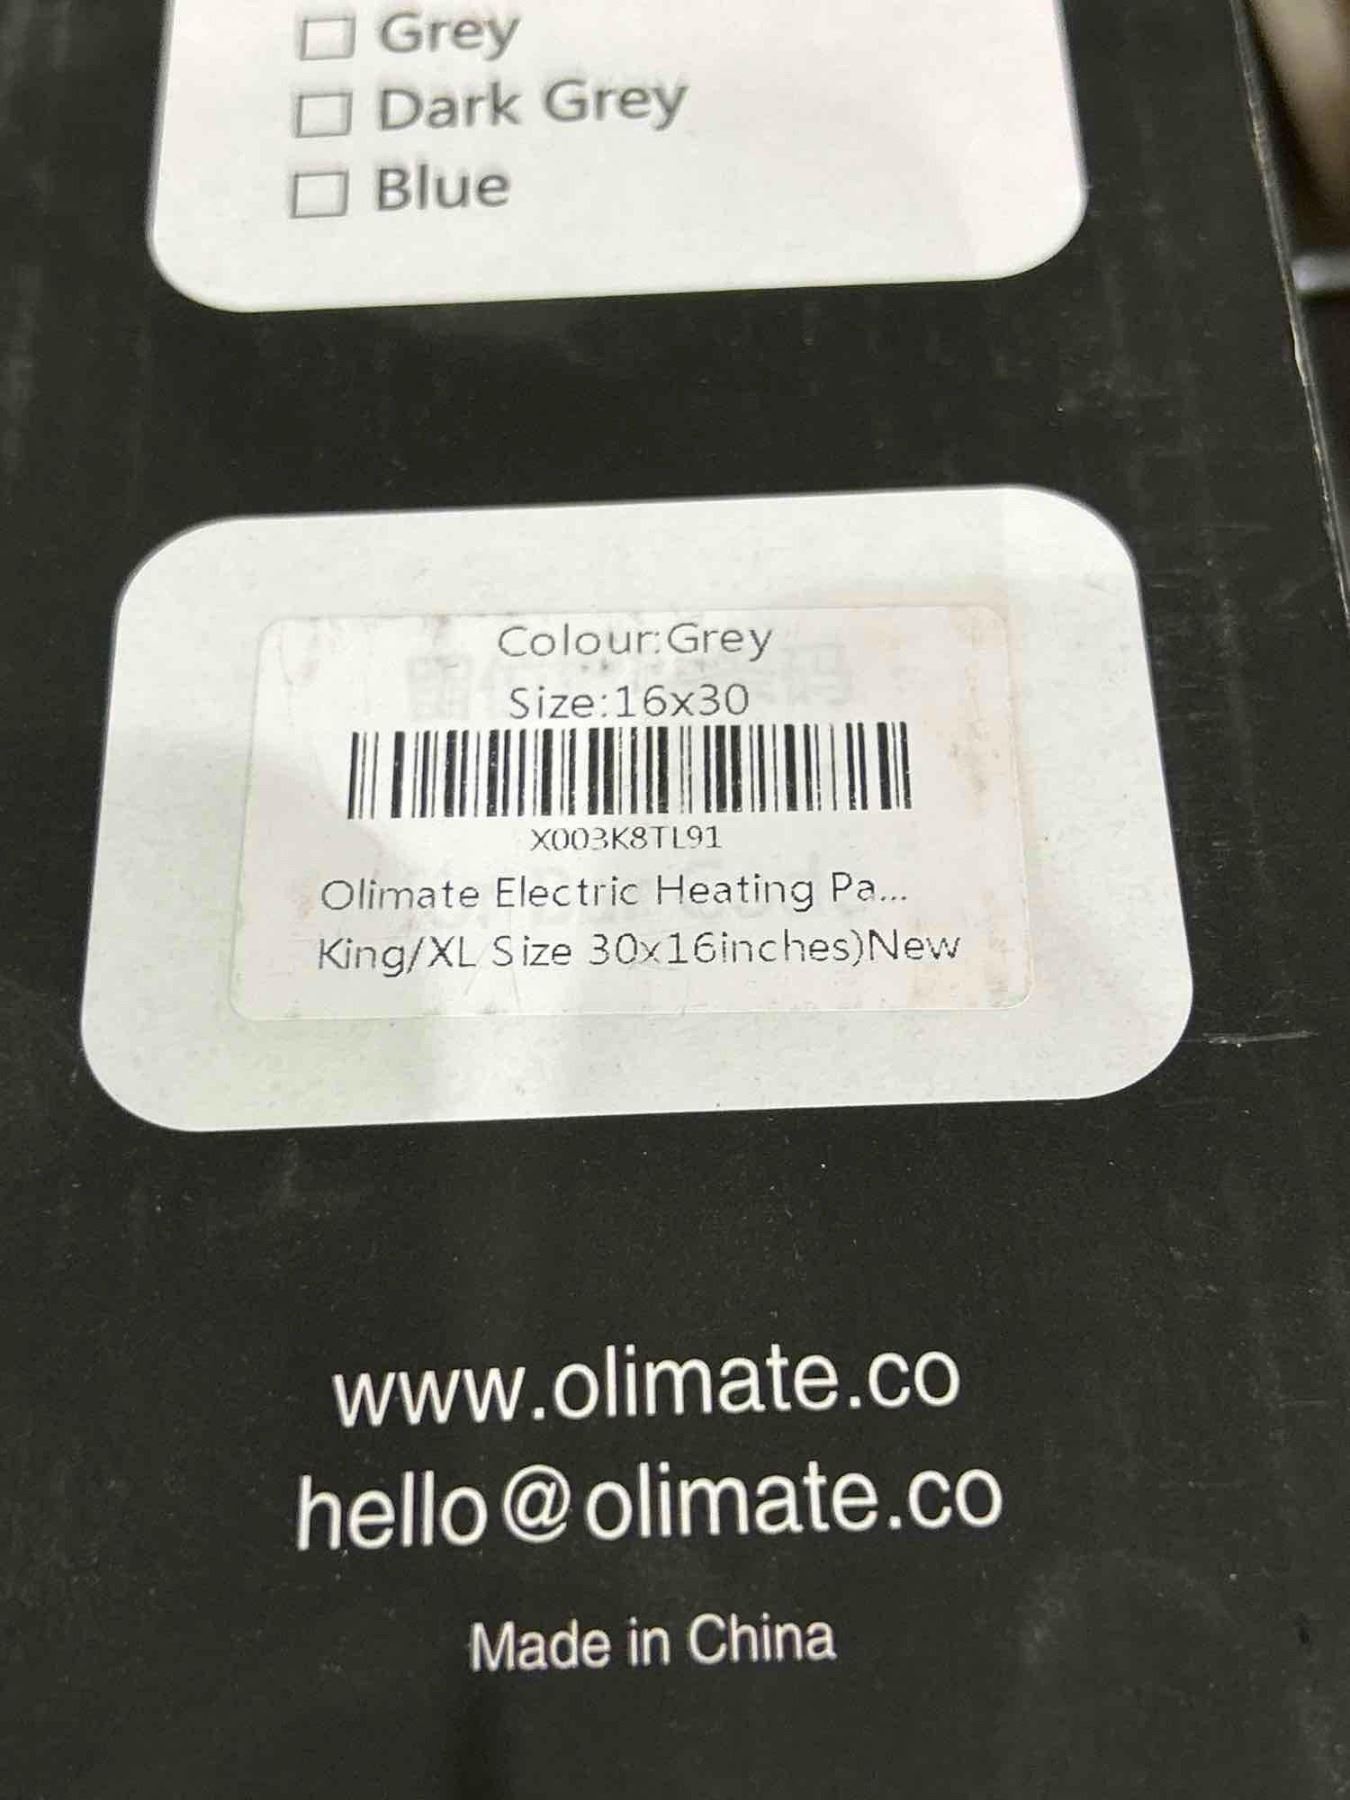 Grey
Dark Grey
Blue
Colour:Grey
Size:16x30
X003K8TL91
Olimate Electric Heating Pa...
King/XL Size 30x16inches)New
www.olimate.co
hello@olimate.co
Made in China